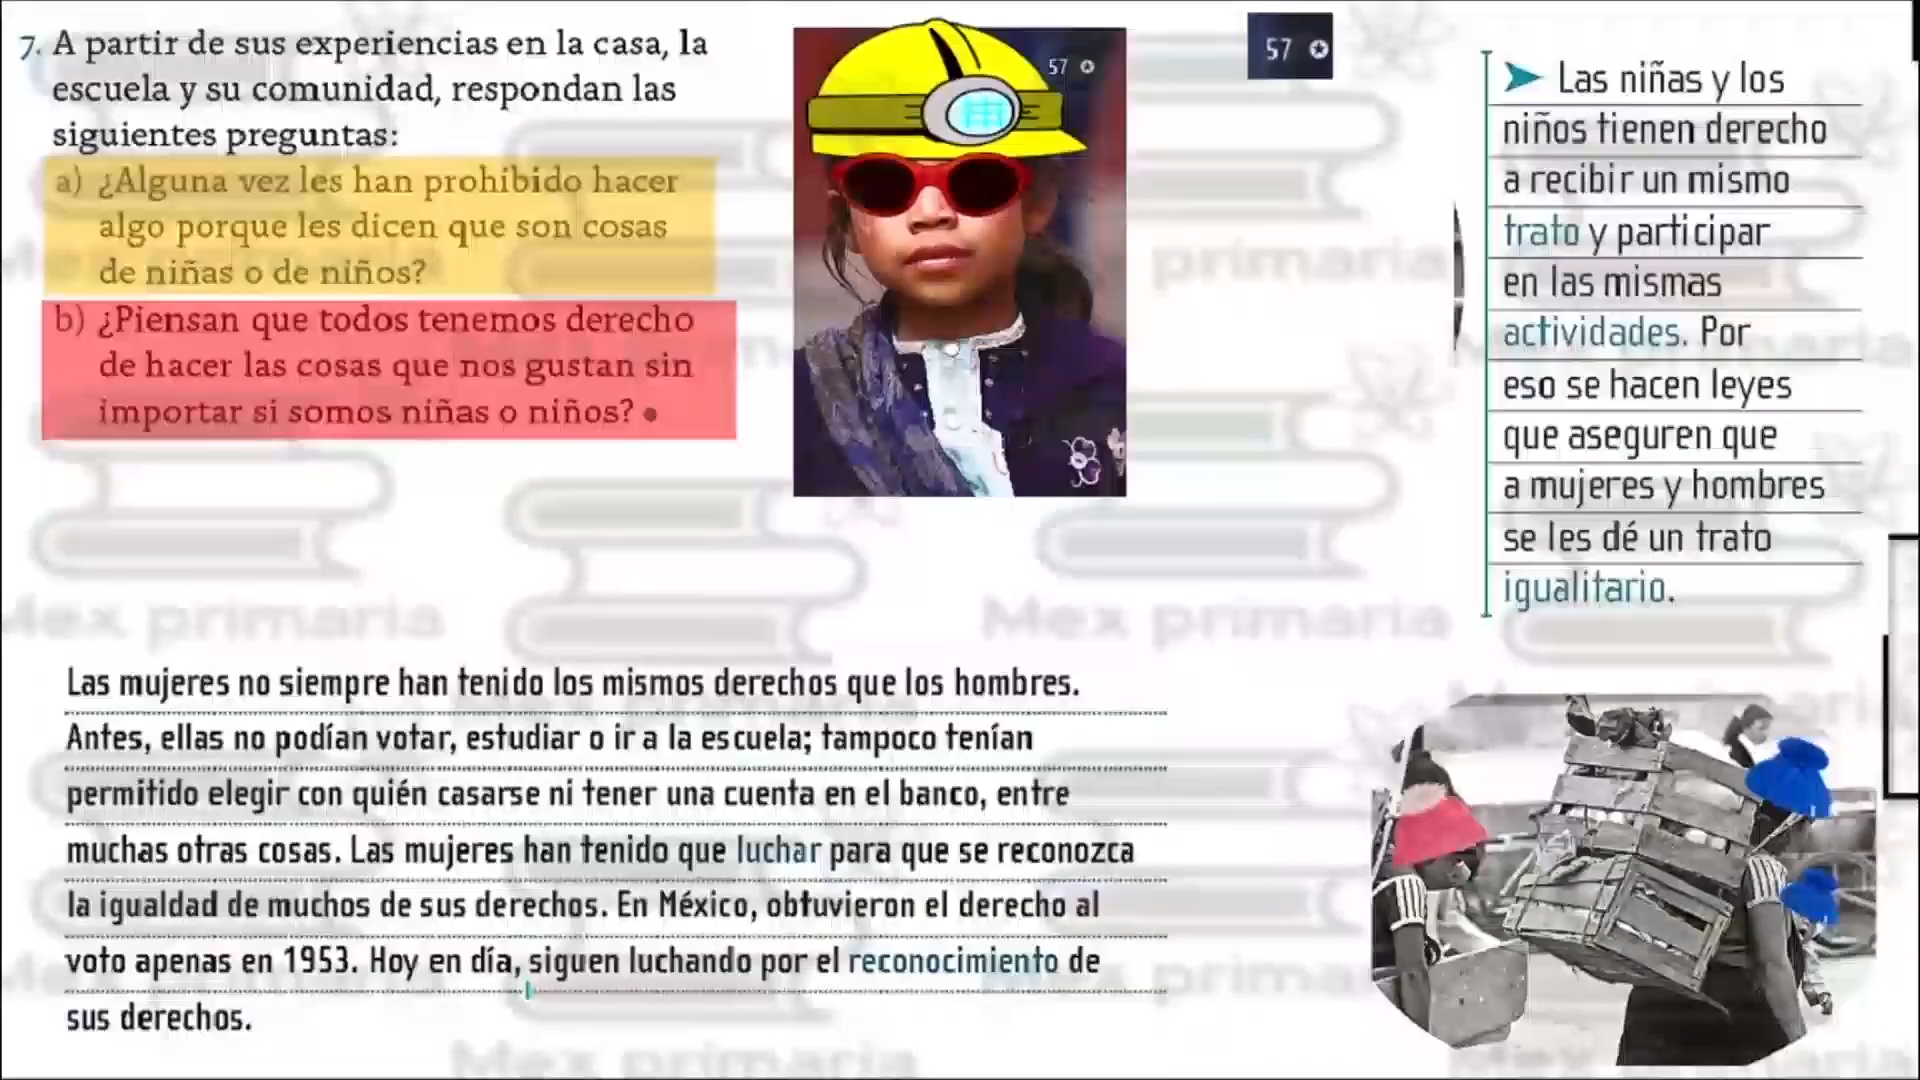 7. A partir de sus experiencias en la casa, la
escuela y su comunidad, respondan las
siguientes preguntas:
a) ¿Alguna vez les han prohibido hacer
algo porque les dicen que son cosas
de niñas o de niños?
b) ¿Piensan que todos tenemos derecho
de hacer las cosas que nos gustan sin
importar si somos niñas o niños?
57
57
Las niñas y los
niños tienen derecho
a recibir un mismo
trato y participar
en las mismas
actividades. Por
eso se hacen leyes
que aseguren que
a mujeres y hombres
se les dé un trato
igualitario.
Las mujeres no siempre han tenido los mismos derechos que los hombres.
Antes, ellas no podían votar, estudiar o ir a la escuela; tampoco tenían
permitido elegir con quién casarse ni tener una cuenta en el banco, entre
muchas otras cosas. Las mujeres han tenido que luchar para que se reconozca
la igualdad de muchos de sus derechos. En México, obtuvieron el derecho al
voto apenas en 1953. Hoy en día, siguen luchando por el reconocimiento de
sus derechos.
Mex primaria
Mex primaria
Mex primaria